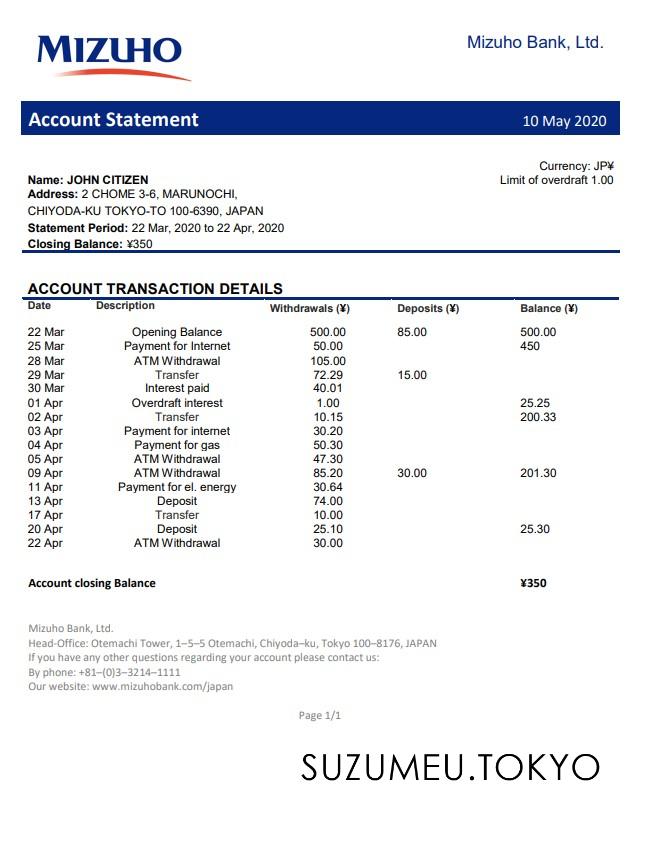 MIZUHO
Mizuho Bank, Ltd.
Account Statement 10 May 2020
Currency: JP¥
Name: JOHN CITIZEN Limit of overdraft 1.00
Address: 2 CHOME 3-6, MARUNOCHI,
CHIYODA-KU TOKYO-TO 100-6390, JAPAN
Statement Period: 22 Mar, 2020 to 22 Apr, 2020
Closing Balance: ¥350
ACCOUNT TRANSACTION DETAILS
Date Description Withdrawals (¥) Deposits (¥) Balance (¥)
22 Mar Opening Balance 500.00 85.00 500.00
25 Mar Payment for Internet 50.00 450
28 Mar ATM Withdrawal 105.00
29 Mar Transfer 72.29 15.00
30 Mar Interest paid 40.01
01 Apr Overdraft interest 1.00 25.25
02 Apr Transfer 10.15 200.33
03 Apr Payment for internet 30.20
04 Apr Payment for gas 50.30
05 Apr ATM Withdrawal 47.30
09 Apr ATM Withdrawal 85.20 30.00 201.30
11 Apr Payment for el. energy 30.64
13 Apr Deposit 74.00
17 Apr Transfer 10.00
20 Apr Deposit 25.10 25.30
22 Apr ATM Withdrawal 30.00
Account closing Balance ¥350
Mizuho Bank, Ltd.
Head-Office: Otemachi Tower, 1–5–5 Otemachi, Chiyoda–ku, Tokyo 100–8176, JAPAN
If you have any other questions regarding your account please contact us:
By phone: +81–(0)3–3214–1111
Our website: www.mizuhobank.com/japan
Page 1/1
SUZUMEU.TOKYO